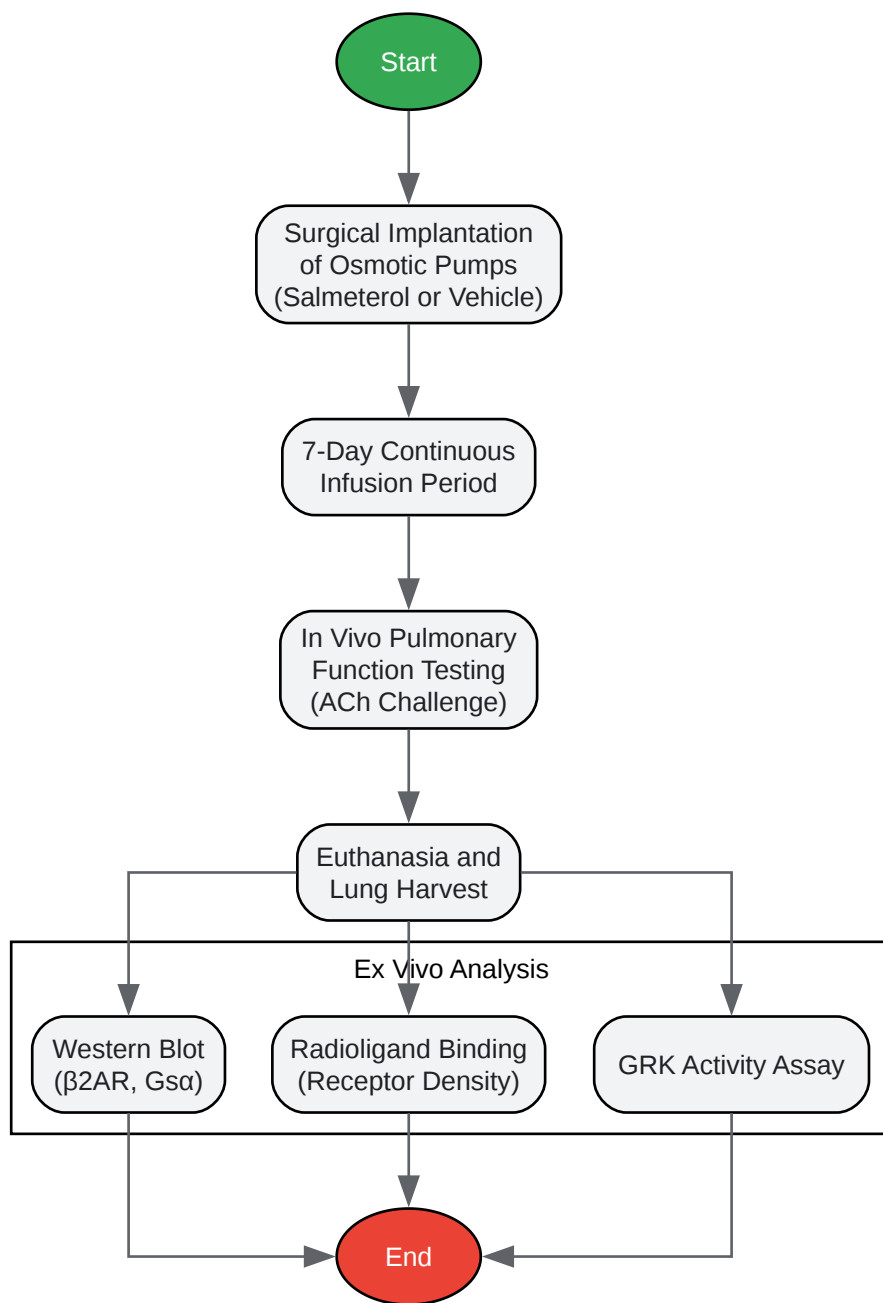 Start
Surgical Implantation
of Osmotic Pumps
(Salmeterol or Vehicle)
7-Day Continuous
Infusion Period
In Vivo Pulmonary
Function Testing
(ACh Challenge)
Euthanasia and
Lung Harvest
Ex Vivo Analysis
Western Blot
(β2AR, Gsα)
Radioligand Binding
(Receptor Density)
GRK Activity Assay
End